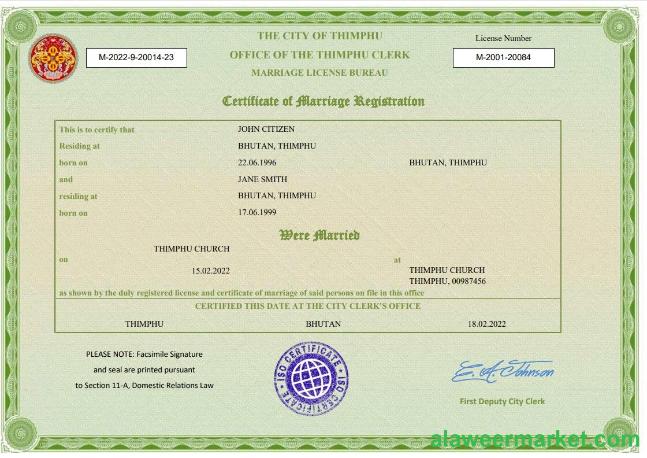 THE CITY OF THIMPHU
License Number
M-2022-9-20014-23
OFFICE OF THE THIMPHU CLERK
M-2001-20084
MARRIAGE LICENSE BUREAU
Certificate of Marriage Registration
This is to certify that JOHN CITIZEN
Residing at BHUTAN, THIMPHU
born on 22.06.1996 BHUTAN, THIMPHU
and JANE SMITH
residing at BHUTAN, THIMPHU
born on 17.06.1999
Were Married
THIMPHU CHURCH
on at
15.02.2022 THIMPHU CHURCH
THIMPHU, 00987456
as shown by the duly registered license and certificate of marriage of said persons on file in this office
CERTIFIED THIS DATE AT THE CITY CLERK'S OFFICE
THIMPHU BHUTAN 18.02.2022
PLEASE NOTE: Facsimile Signature
and seal are printed pursuant
to Section 11-A, Domestic Relations Law
ISO CERTIFICATE
ISO CERTIFICATE
E. A. Johnson
First Deputy City Clerk
alaweermarket.com